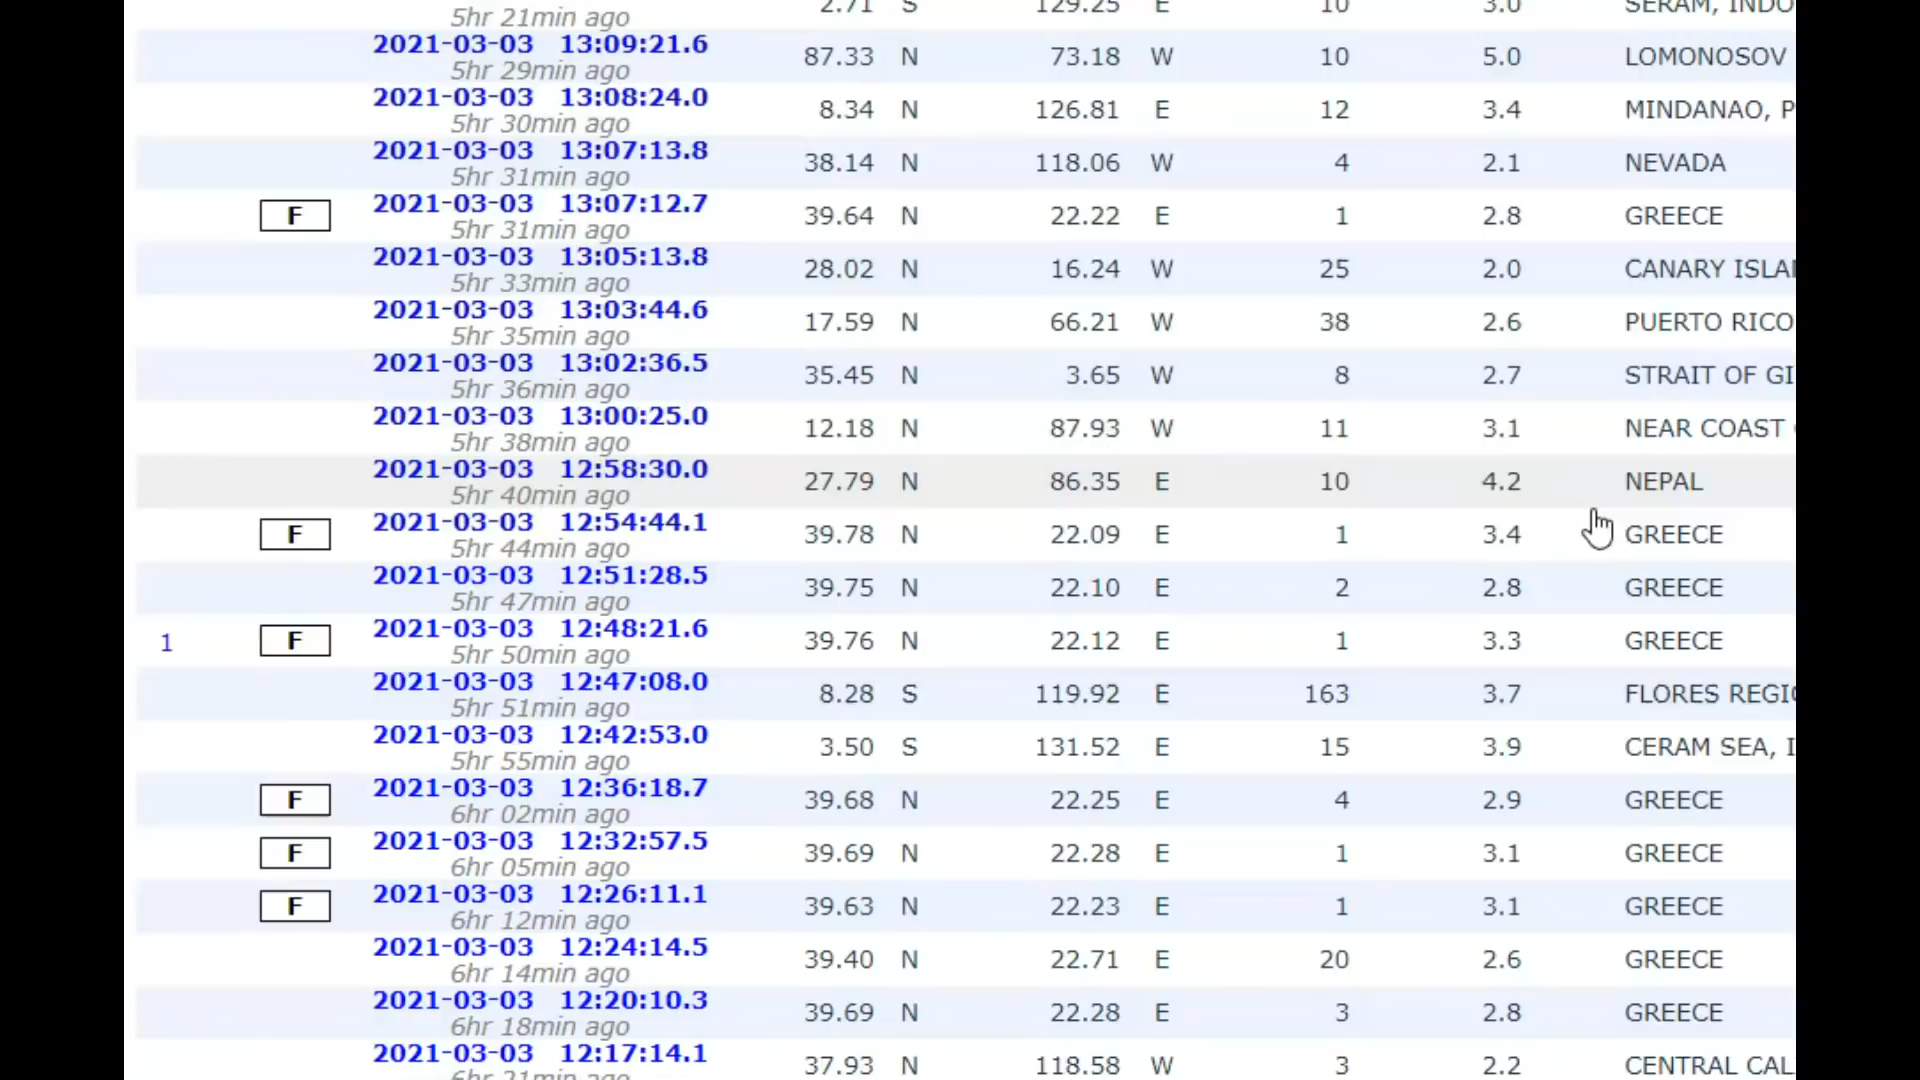 2.71 S 129.25 E 10 3.0 SERAM, INDO
5hr 21min ago
2021-03-03 13:09:21.6 87.33 N 73.18 W 10 5.0 LOMONOSOV
5hr 29min ago
2021-03-03 13:08:24.0 8.34 N 126.81 E 12 3.4 MINDANAO, P
5hr 30min ago
2021-03-03 13:07:13.8 38.14 N 118.06 W 4 2.1 NEVADA
5hr 31min ago
F 2021-03-03 13:07:12.7 39.64 N 22.22 E 1 2.8 GREECE
5hr 31min ago
2021-03-03 13:05:13.8 28.02 N 16.24 W 25 2.0 CANARY ISLA
5hr 33min ago
2021-03-03 13:03:44.6 17.59 N 66.21 W 38 2.6 PUERTO RICO
5hr 35min ago
2021-03-03 13:02:36.5 35.45 N 3.65 W 8 2.7 STRAIT OF GI
5hr 36min ago
2021-03-03 13:00:25.0 12.18 N 87.93 W 11 3.1 NEAR COAST
5hr 38min ago
2021-03-03 12:58:30.0 27.79 N 86.35 E 10 4.2 NEPAL
5hr 40min ago
F 2021-03-03 12:54:44.1 39.78 N 22.09 E 1 3.4 GREECE
5hr 44min ago
2021-03-03 12:51:28.5 39.75 N 22.10 E 2 2.8 GREECE
5hr 47min ago
1 F 2021-03-03 12:48:21.6 39.76 N 22.12 E 1 3.3 GREECE
5hr 50min ago
2021-03-03 12:47:08.0 8.28 S 119.92 E 163 3.7 FLORES REGI
5hr 51min ago
2021-03-03 12:42:53.0 3.50 S 131.52 E 15 3.9 CERAM SEA, I
5hr 55min ago
F 2021-03-03 12:36:18.7 39.68 N 22.25 E 4 2.9 GREECE
6hr 02min ago
F 2021-03-03 12:32:57.5 39.69 N 22.28 E 1 3.1 GREECE
6hr 05min ago
F 2021-03-03 12:26:11.1 39.63 N 22.23 E 1 3.1 GREECE
6hr 12min ago
2021-03-03 12:24:14.5 39.40 N 22.71 E 20 2.6 GREECE
6hr 14min ago
2021-03-03 12:20:10.3 39.69 N 22.28 E 3 2.8 GREECE
6hr 18min ago
2021-03-03 12:17:14.1 37.93 N 118.58 W 3 2.2 CENTRAL CAL
6hr 21min ago